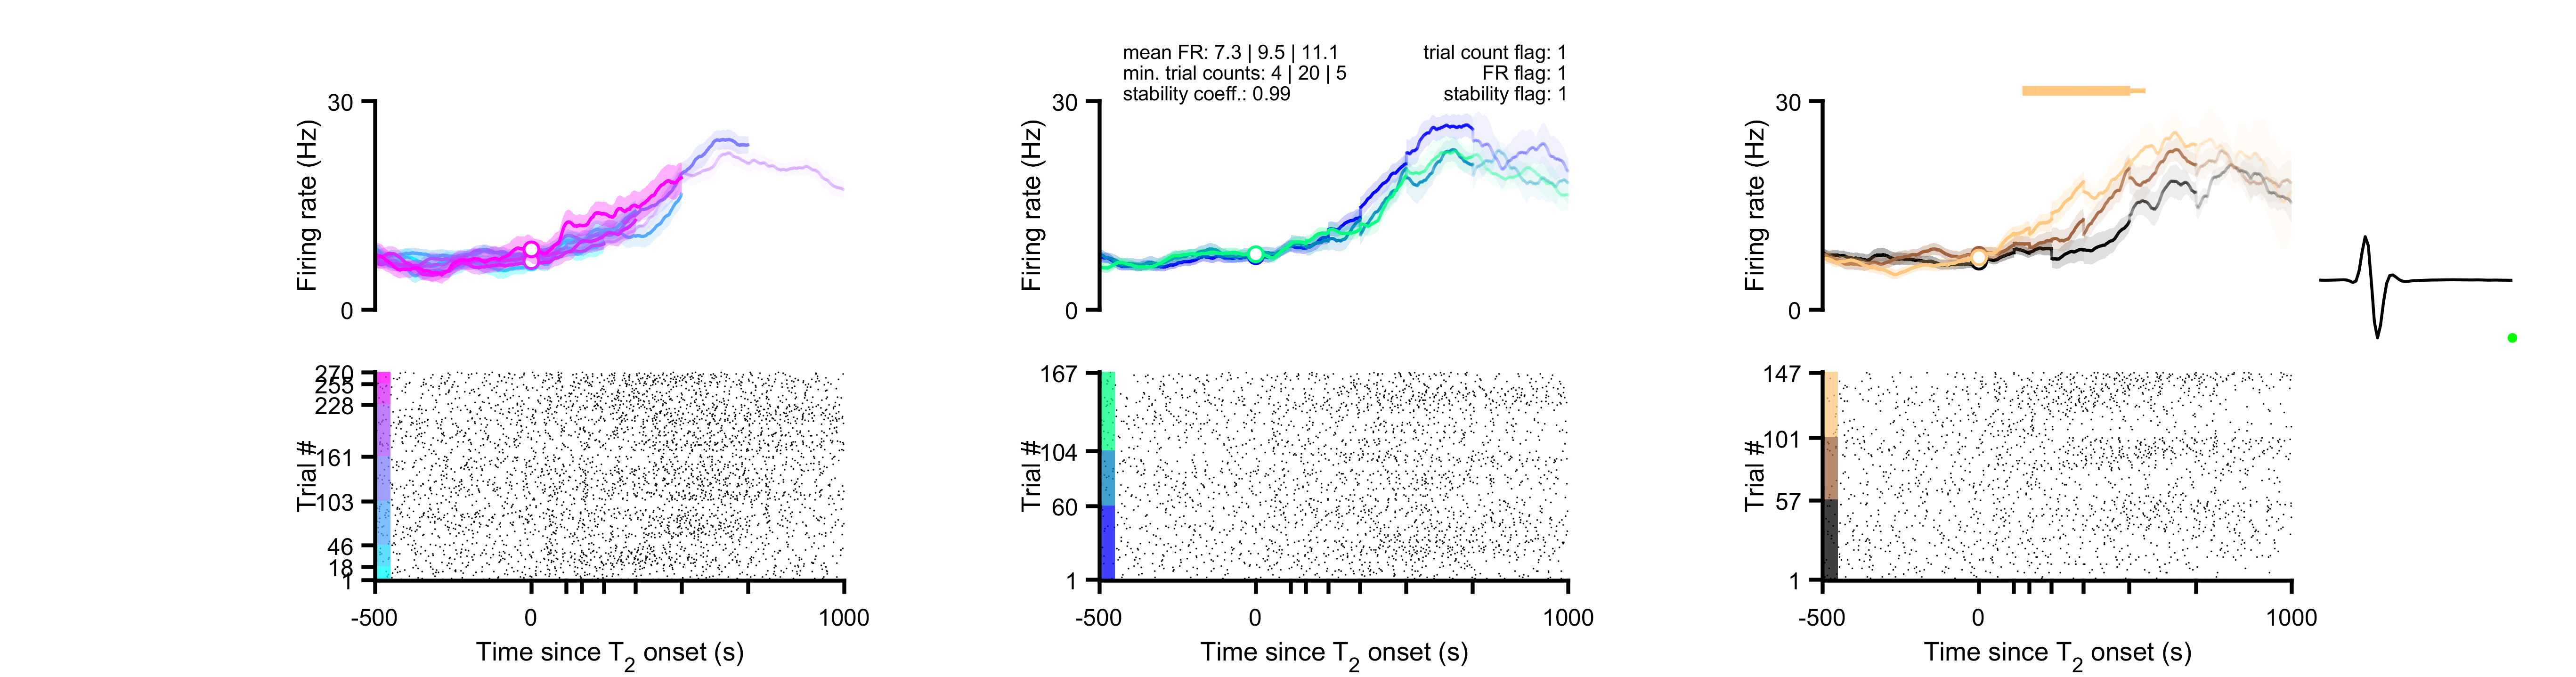 mean FR: 7.3 | 9.5 | 11.1
min. trial counts: 4 | 20 | 5
stability coeff.: 0.99
trial count flag: 1
FR flag: 1
stability flag: 1
30
Firing rate (Hz)
0
30
Firing rate (Hz)
0
30
Firing rate (Hz)
0
270
255
228
161
103
46
18
1
Trial #
-500
0
1000
Time since T2 onset (s)
167
104
60
1
Trial #
-500
0
1000
Time since T2 onset (s)
147
101
57
1
Trial #
-500
0
1000
Time since T2 onset (s)